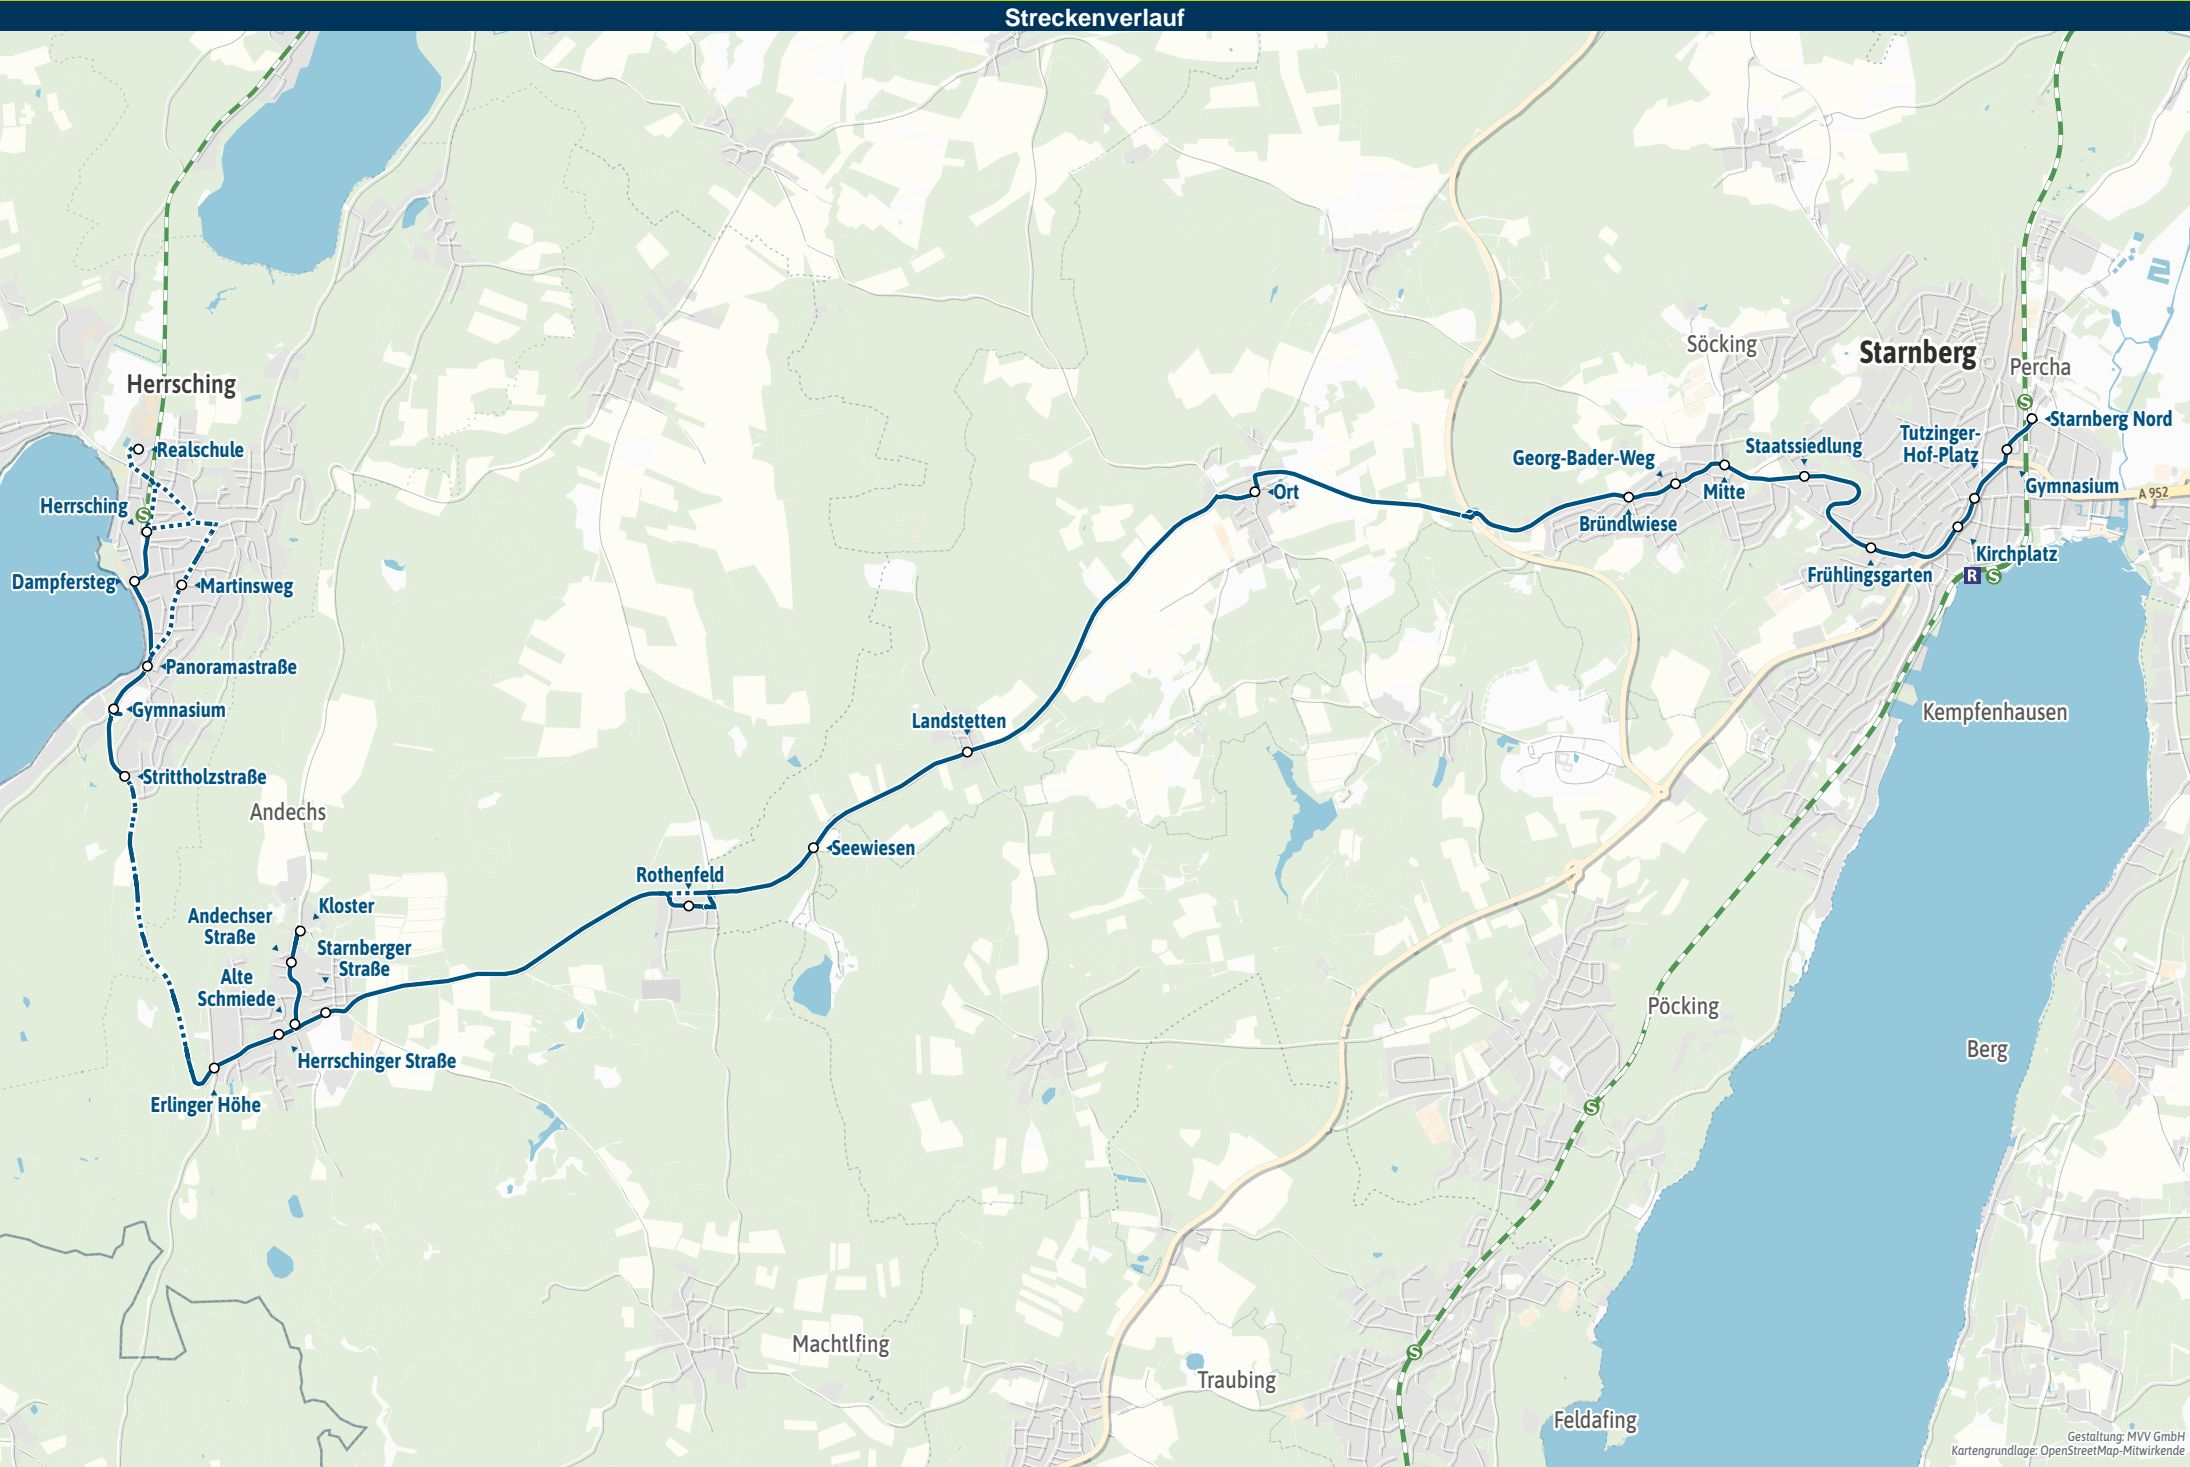 Streckenverlauf
Herrsching
Realschule
Herrsching
S
Dampfersteg
Martinsweg
Panoramastraße
Gymnasium
Strittholzstraße
Andechs
Andechser
Straße
Kloster
Starnberger
Straße
Alte
Schmiede
Herrschinger Straße
Erlinger Höhe
Rothenfeld
Seewiesen
Landstetten
Ort
Söcking
Starnberg
Percha
S
Starnberg Nord
Georg-Bader-Weg
Staatssiedlung
Tutzinger-
Hof-Platz
Mitte
Bründlwiese
Gymnasium
A 952
Kirchplatz
Frühlingsgarten
R
S
Kempfenhausen
Pöcking
Berg
S
Machtlfing
S
Traubing
Feldafing
Gestaltung: MVV GmbH
Kartengrundlage: OpenStreetMap-Mitwirkende